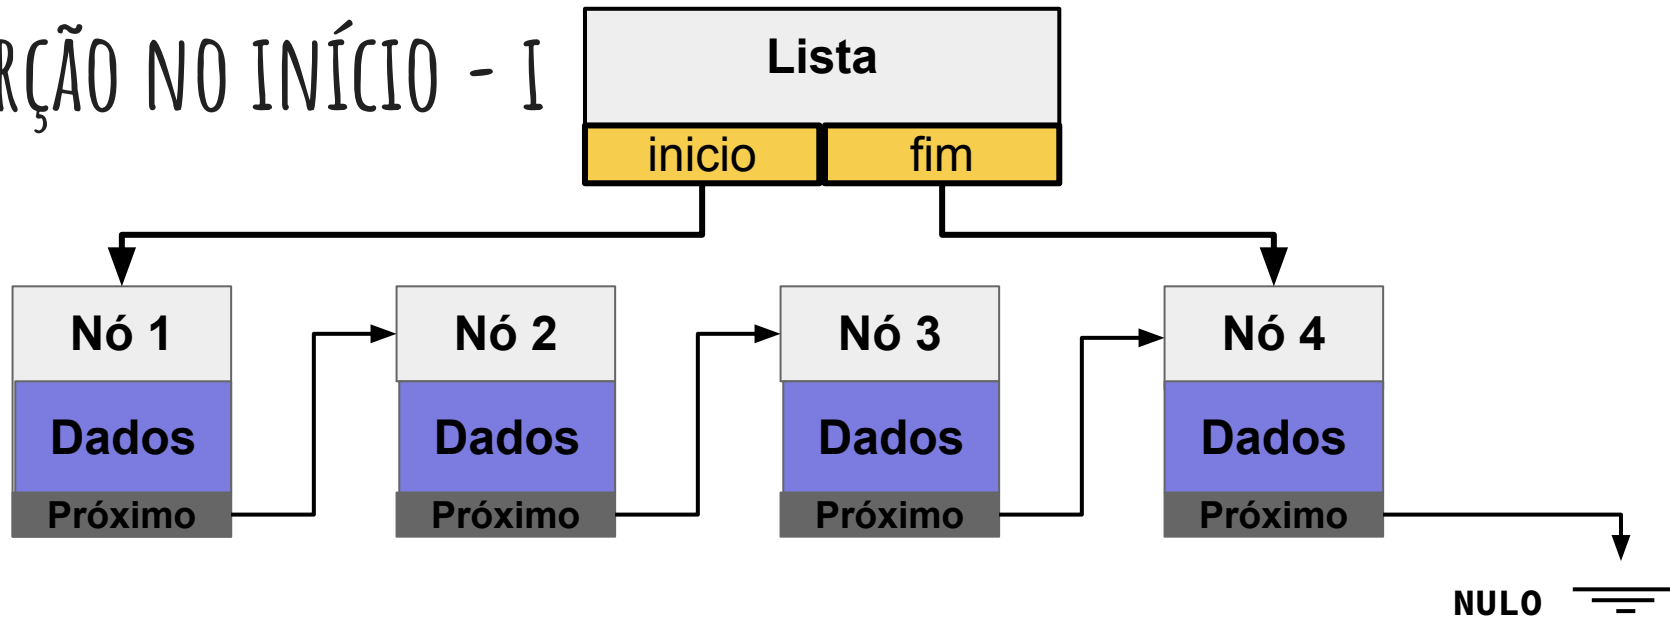 NO INÍCIO - I
Lista
inicio fim
Nó 1 Nó 2 Nó 3 Nó 4
Dados Dados Dados Dados
Próximo Próximo Próximo Próximo
NULO